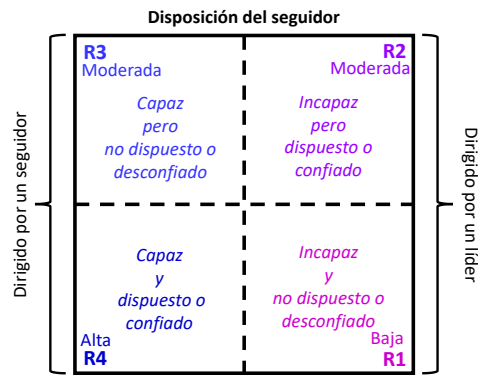 Disposición del seguidor
R3
Moderada
Capaz
pero
no dispuesto o
desconfiado
R2
Moderada
Incapaz
pero
dispuesto o
confiado
Dirigido por un seguidor
Dirigido por un líder
Capaz
y
dispuesto o
confiado
Alta
R4
Incapaz
y
no dispuesto o
desconfiado
Baja
R1